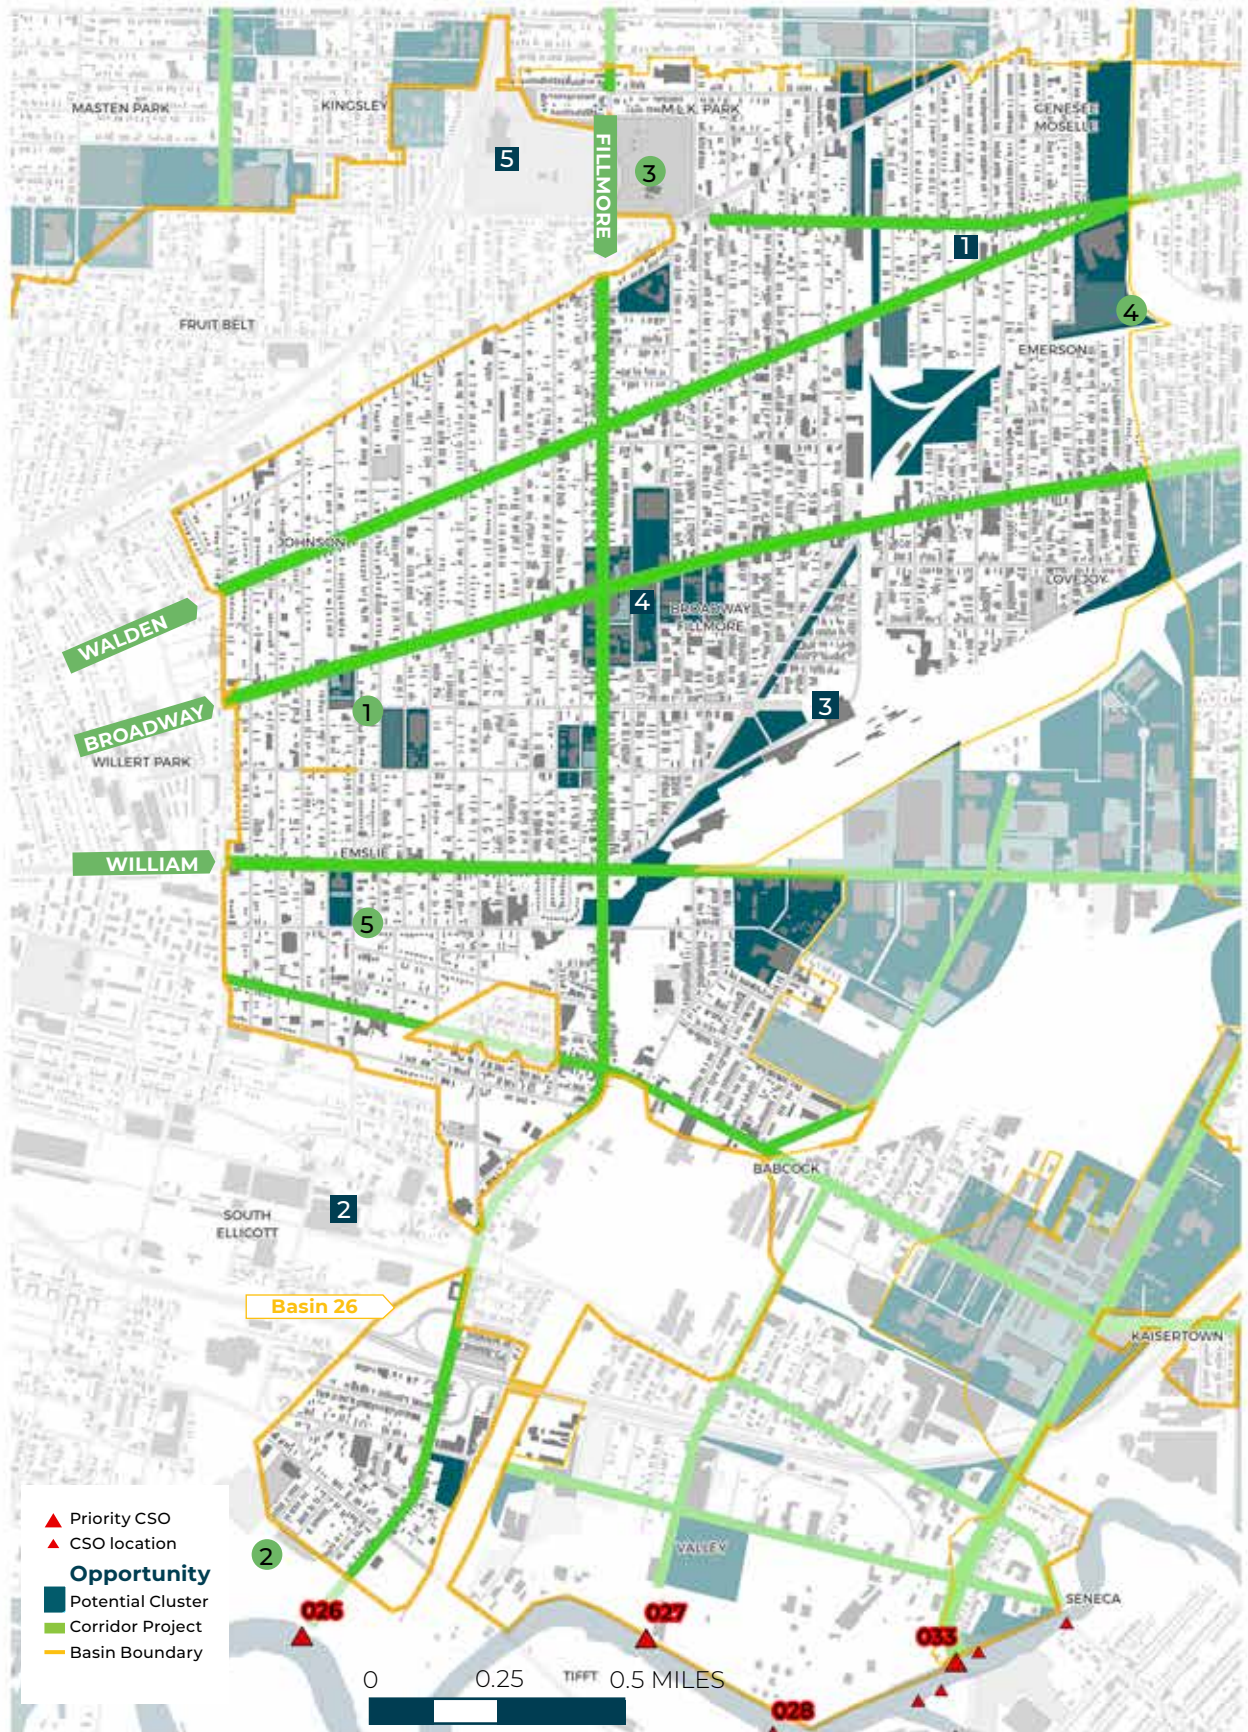 MASTEN PARK
KINGSLEY
M.L.K. PARK
GENESEE
MOSELLE
5
3
FILLMORE
1
4
FRUIT BELT
EMERSON
JOHNSON
LOVEJOY
WALDEN
4
BROADWAY
FILLMORE
3
1
BROADWAY
WILLERT PARK
WILLIAM
EMSLIE
5
BABCOCK
2
SOUTH
ELLICOTT
Basin 26
KAISERTOWN
Priority CSO
CSO location
Opportunity
Potential Cluster
Corridor Project
Basin Boundary
2
VALLEY
SENECA
026
027
033
TIFFT
0 0.25 0.5 MILES
028